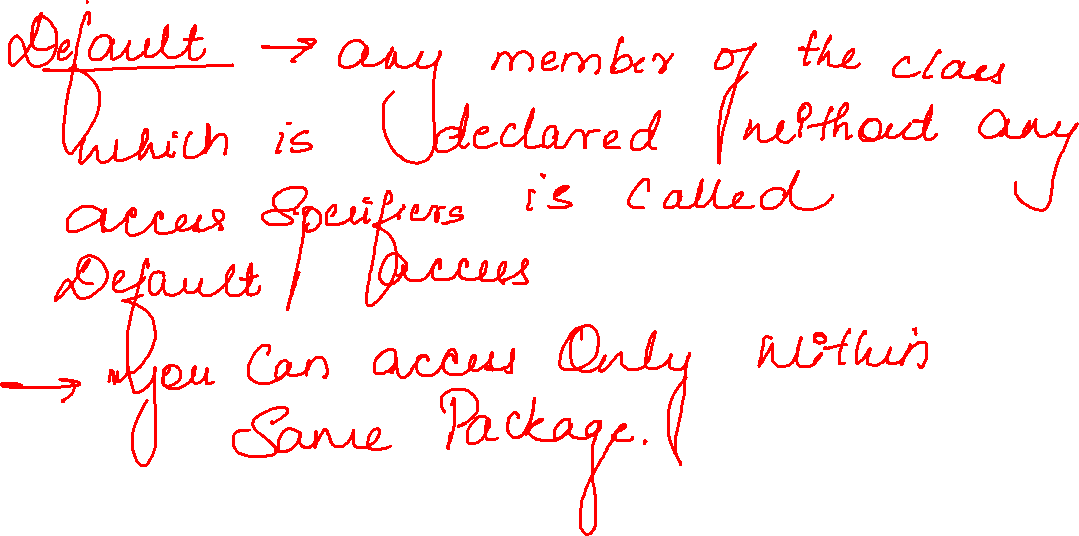 Default → any member of the class
which is declared without any
access Specifiers is called
Default access
→ You Can access Only within
Same Package.